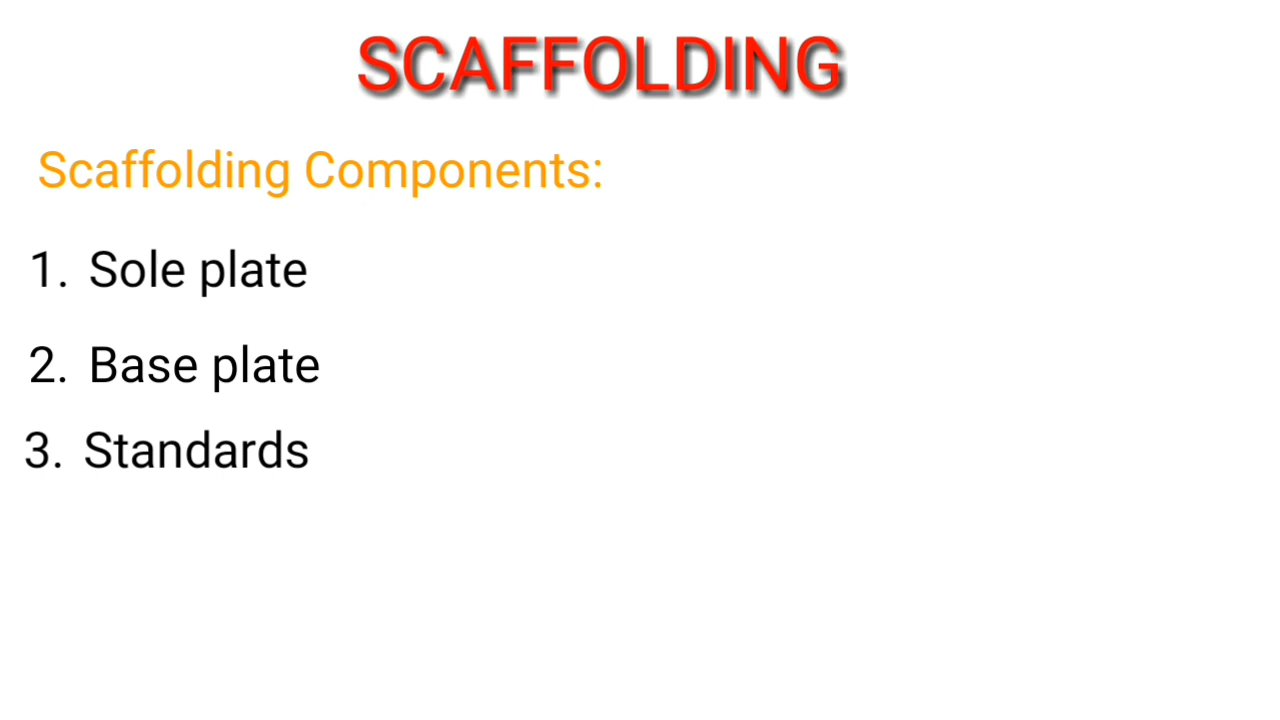 SCAFFOLDING
Scaffolding Components:
1. Sole plate
2. Base plate
3. Standards